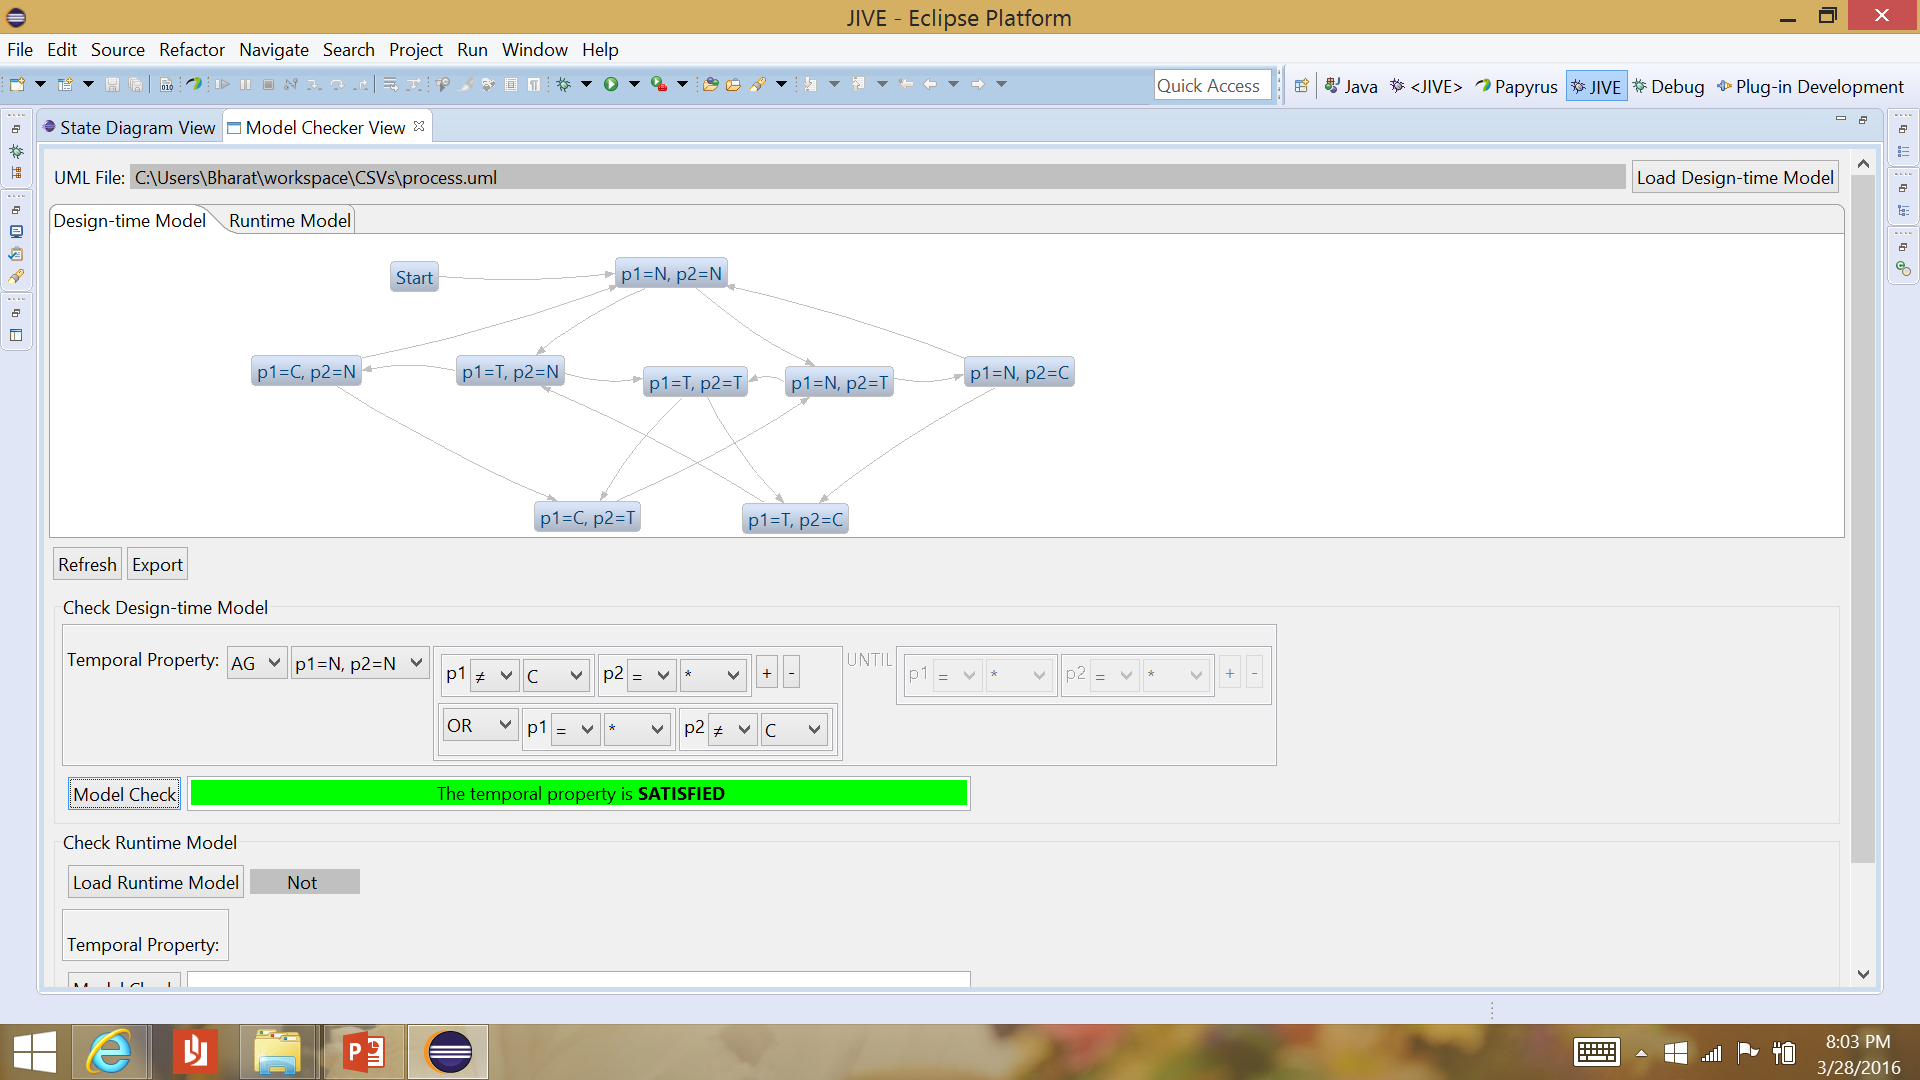 JIVE - Eclipse Platform
File Edit Source Refactor Navigate Search Project Run Window Help
Quick Access Java <JIVE> Papyrus JIVE Debug Plug-in Development
State Diagram View Model Checker View
UML File: C:\Users\Bharat\workspace\CSVs\process.uml Load Design-time Model
Design-time Model Runtime Model
Start p1=N, p2=N
p1=C, p2=N p1=T, p2=N p1=T, p2=T p1=N, p2=T p1=N, p2=C
p1=C, p2=T p1=T, p2=C
Refresh Export
Check Design-time Model
Temporal Property: AG p1=N, p2=N p1 ≠ C p2 = * + - UNTIL p1 = * p2 = * + -
OR p1 = * p2 ≠ C
Model Check The temporal property is SATISFIED
Check Runtime Model
Load Runtime Model Not
Temporal Property:
Model Check
8:03 PM
3/28/2016